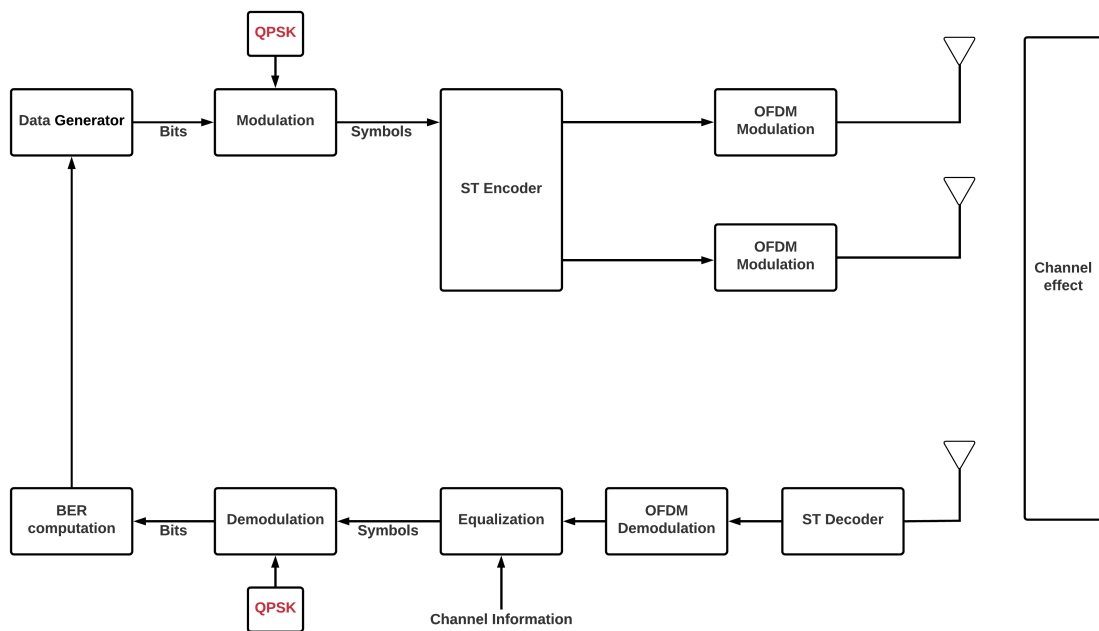 QPSK
Data Generator
Bits
Modulation
Symbols
ST Encoder
OFDM
Modulation
OFDM
Modulation
Channel
effect
BER
computation
Bits
Demodulation
Symbols
Equalization
OFDM
Demodulation
ST Decoder
QPSK
Channel Information